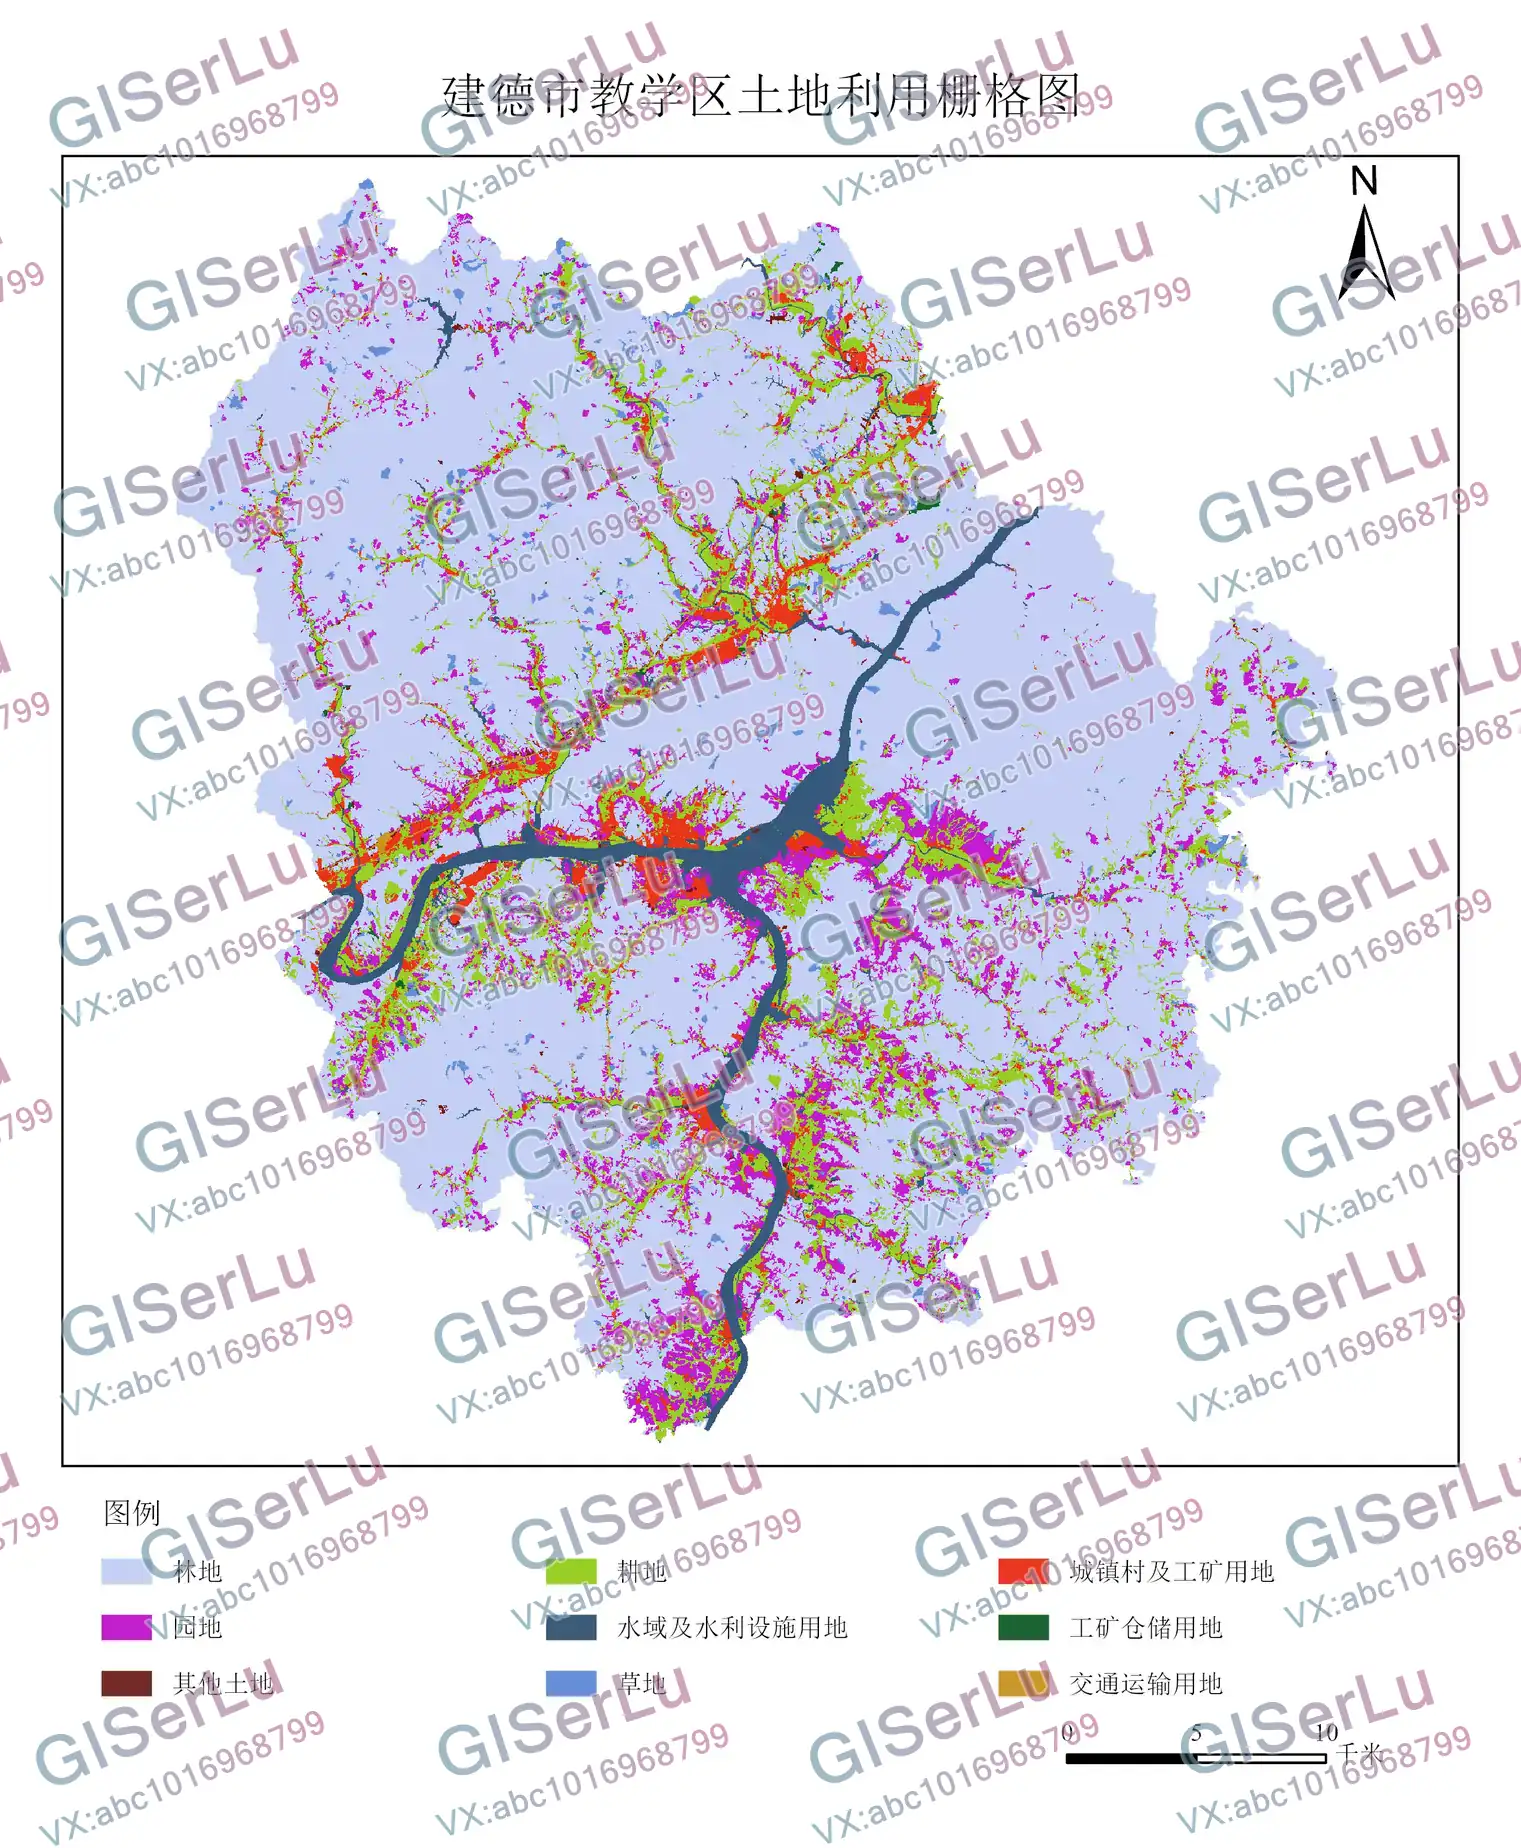 建德市教学区土地利用栅格图
N
图例
林地
耕地
城镇村及工矿用地
园地
水域及水利设施用地
工矿仓储用地
其他土地
草地
交通运输用地
0 5 10
千米
GISerLu
VX:abc1016968799